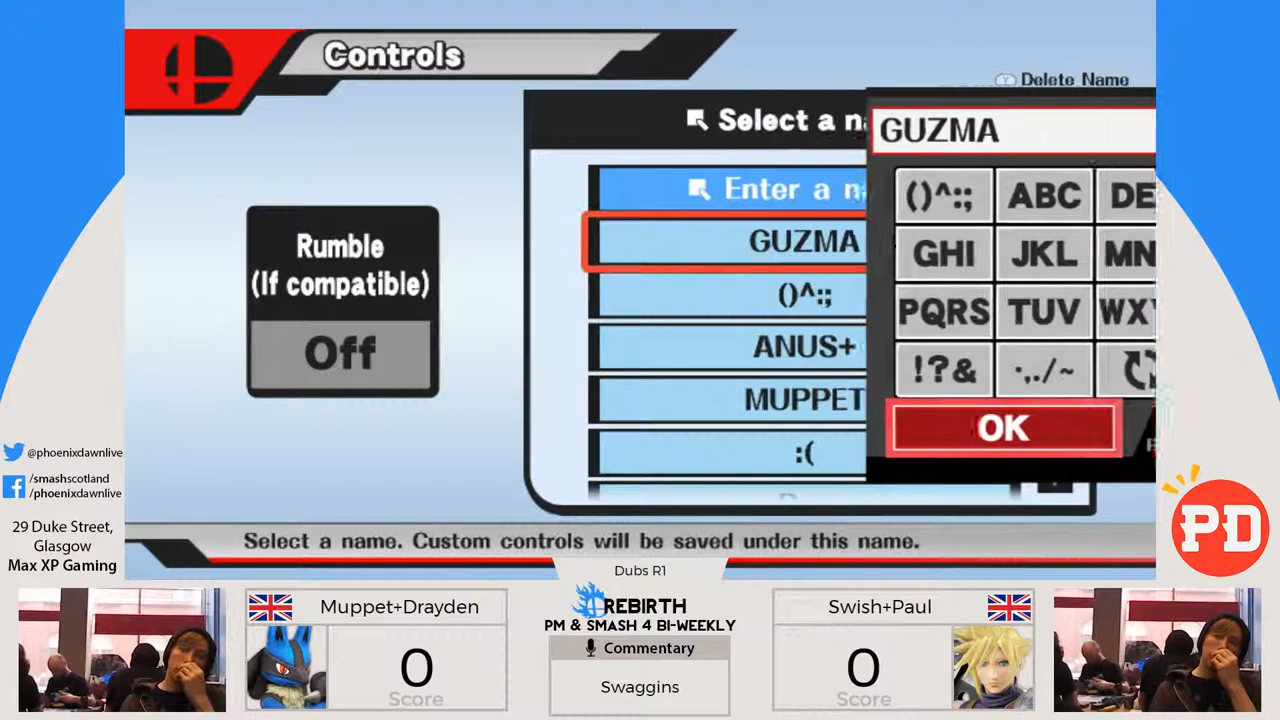 Controls
Delete Name
Select a na
GUZMA
Enter a na
()^:; ABC DE
Rumble
(If compatible)
Off
GUZMA
GHI JKL MN
()^:;
PQRS TUV WXY
ANUS+
!?& ·,./~
MUPPET
OK
:(
@phoenixdawnlive
/smashscotland
/phoenixdawnlive
29 Duke Street,
Glasgow
Max XP Gaming
PD
Select a name. Custom controls will be saved under this name.
Dubs R1
Muppet+Drayden
REBIRTH
PM & SMASH 4 BI-WEEKLY
Swish+Paul
Commentary
0
Score
Swaggins
0
Score